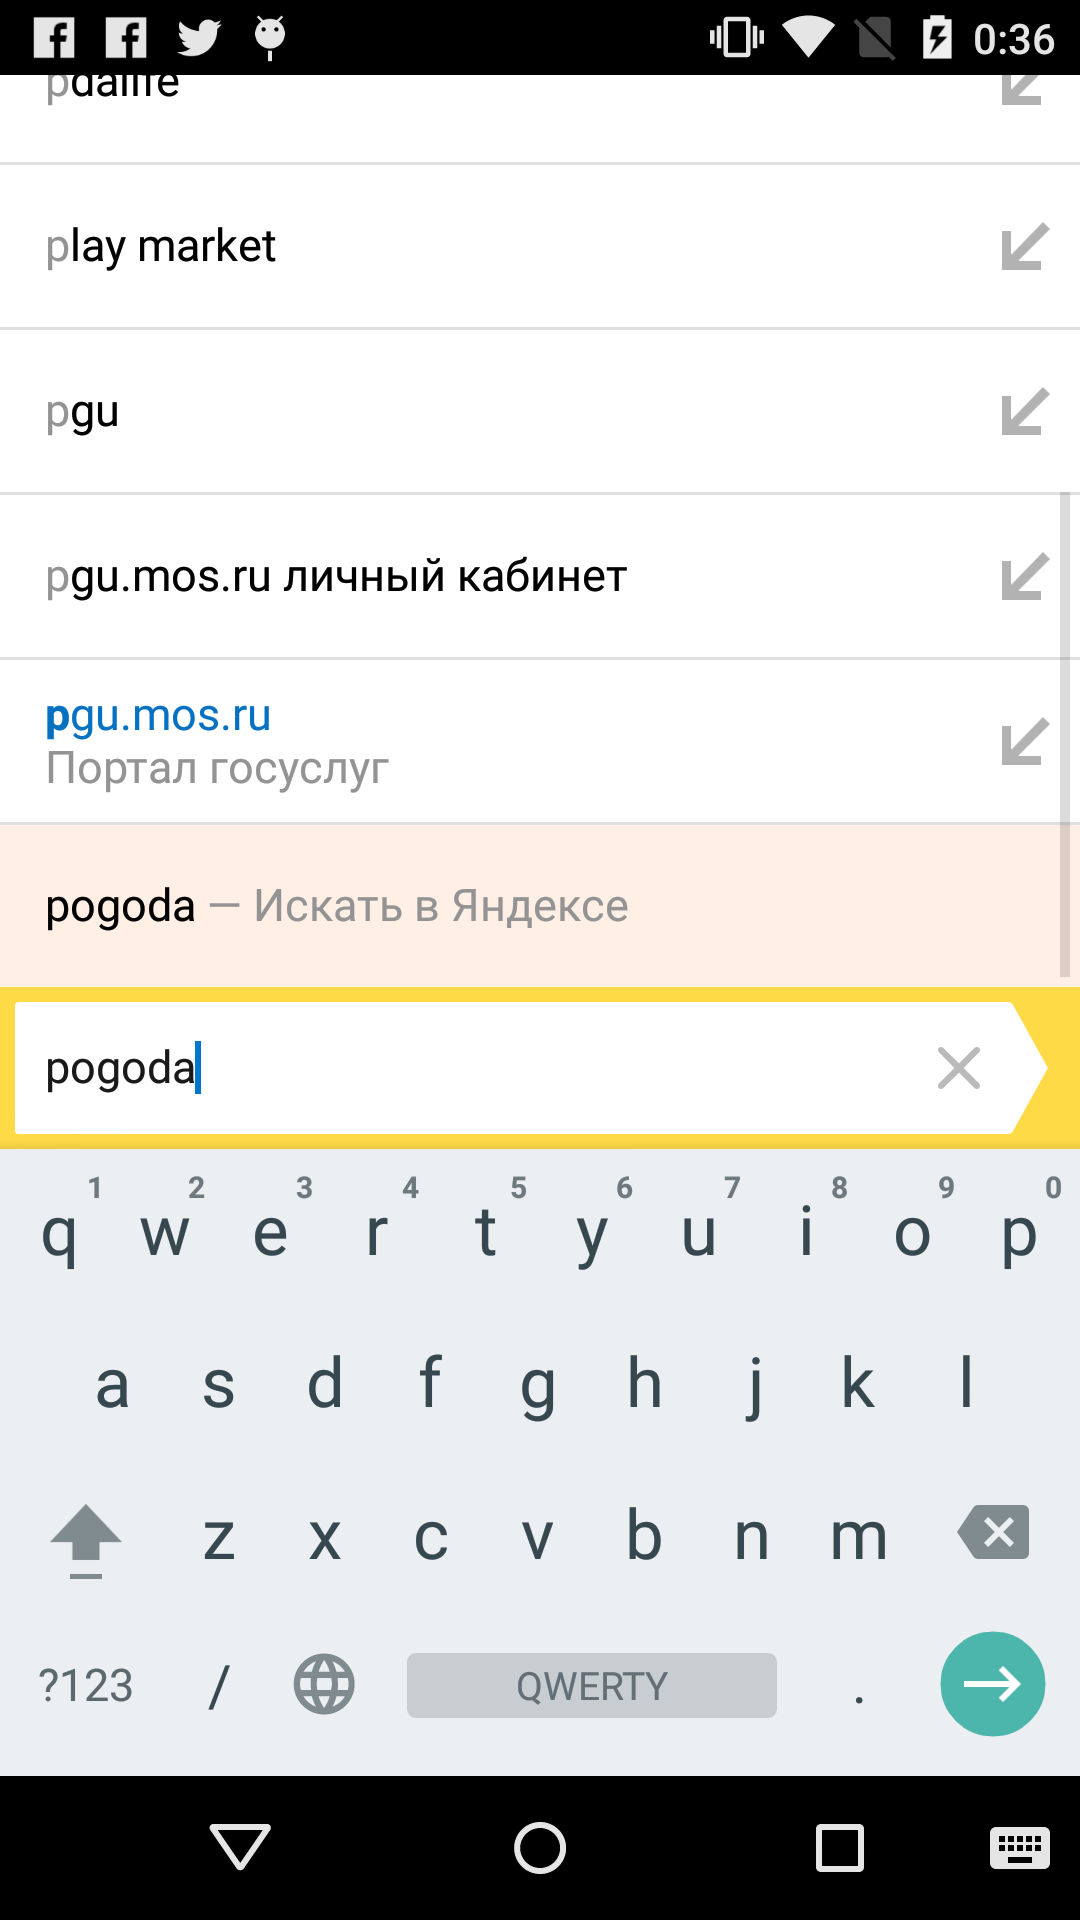 0:36
pdalife
play market
pgu
pgu.mos.ru личный кабинет
pgu.mos.ru
Портал госуслуг
pogoda — Искать в Яндексе
pogoda
1 2 3 4 5 6 7 8 9 0
q w e r t y u i o p
a s d f g h j k l
z x c v b n m
?123 / QWERTY .